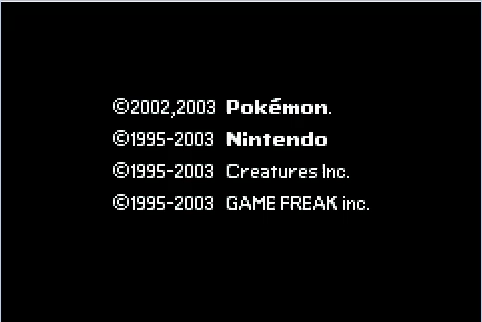 ©2002,2003 Pokémon.
©1995-2003 Nintendo
©1995-2003 Creatures Inc.
©1995-2003 GAME FREAK inc.